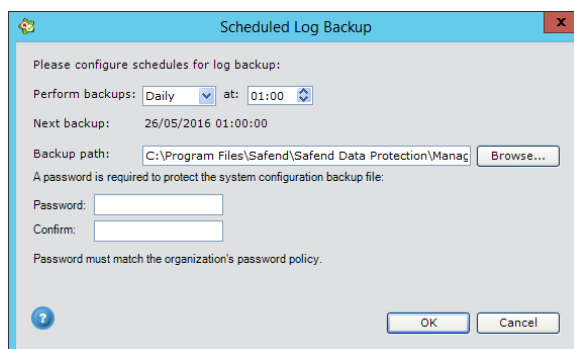 Scheduled Log Backup
x
Please configure schedules for log backup:
Perform backups: Daily at: 01:00
Next backup: 26/05/2016 01:00:00
Backup path: C:\Program Files\Safend\Safend Data Protection\Manag Browse...
A password is required to protect the system configuration backup file:
Password:
Confirm:
Password must match the organization's password policy.
? OK Cancel